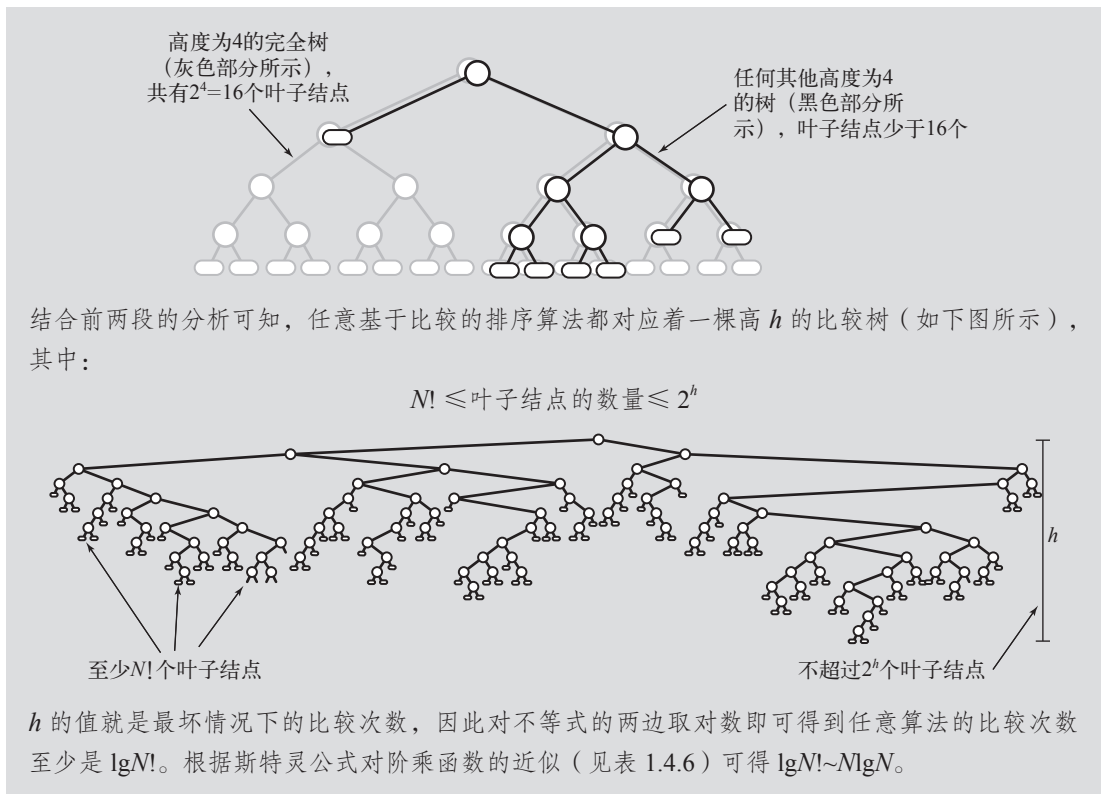 高度为4的完全树
（灰色部分所示），
共有2⁴=16个叶子结点
任何其他高度为4
的树（黑色部分所
示），叶子结点少于16个
结合前两段的分析可知，任意基于比较的排序算法都对应着一棵高 h 的比较树（如下图所示），
其中：
N! ≤叶子结点的数量≤ 2ʰ
h
至少N!个叶子结点
不超过2ʰ个叶子结点
h 的值就是最坏情况下的比较次数，因此对不等式的两边取对数即可得到任意算法的比较次数
至少是 lgN!。根据斯特灵公式对阶乘函数的近似（见表 1.4.6）可得 lgN!~NlgN。